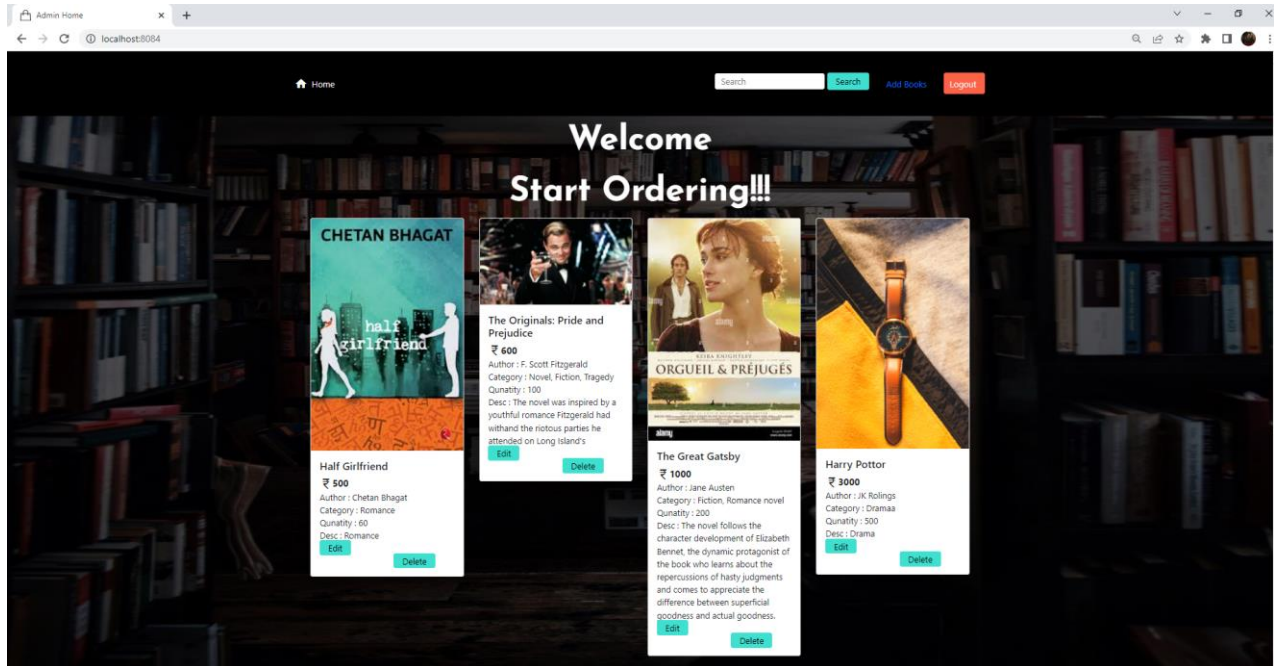 Admin Home
localhost:8084
Home
Search
Search
Add Books
Logout
Welcome
Start Ordering!!!
CHETAN BHAGAT
half
girlfriend
Half Girlfriend
₹ 500
Author : Chetan Bhagat
Category : Romance
Qunatity : 60
Desc : Romance
Edit
Delete
The Originals: Pride and
Prejudice
₹ 600
Author : F. Scott Fitzgerald
Category : Novel, Fiction, Tragedy
Qunatity : 100
Desc : The novel was inspired by a
youthful romance Fitzgerald had
withand the riotous parties he
attended on Long Island's
Edit
Delete
alamy
KEIRA KNIGHTLEY
ORGUEIL & PRÉJUGÉS
alamy
The Great Gatsby
₹ 1000
Author : Jane Austen
Category : Fiction, Romance novel
Qunatity : 200
Desc : The novel follows the
character development of Elizabeth
Bennet, the dynamic protagonist of
the book who learns about the
repercussions of hasty judgments
and comes to appreciate the
difference between superficial
goodness and actual goodness.
Edit
Delete
Harry Pottor
₹ 3000
Author : JK Rolings
Category : Dramaa
Qunatity : 500
Desc : Drama
Edit
Delete